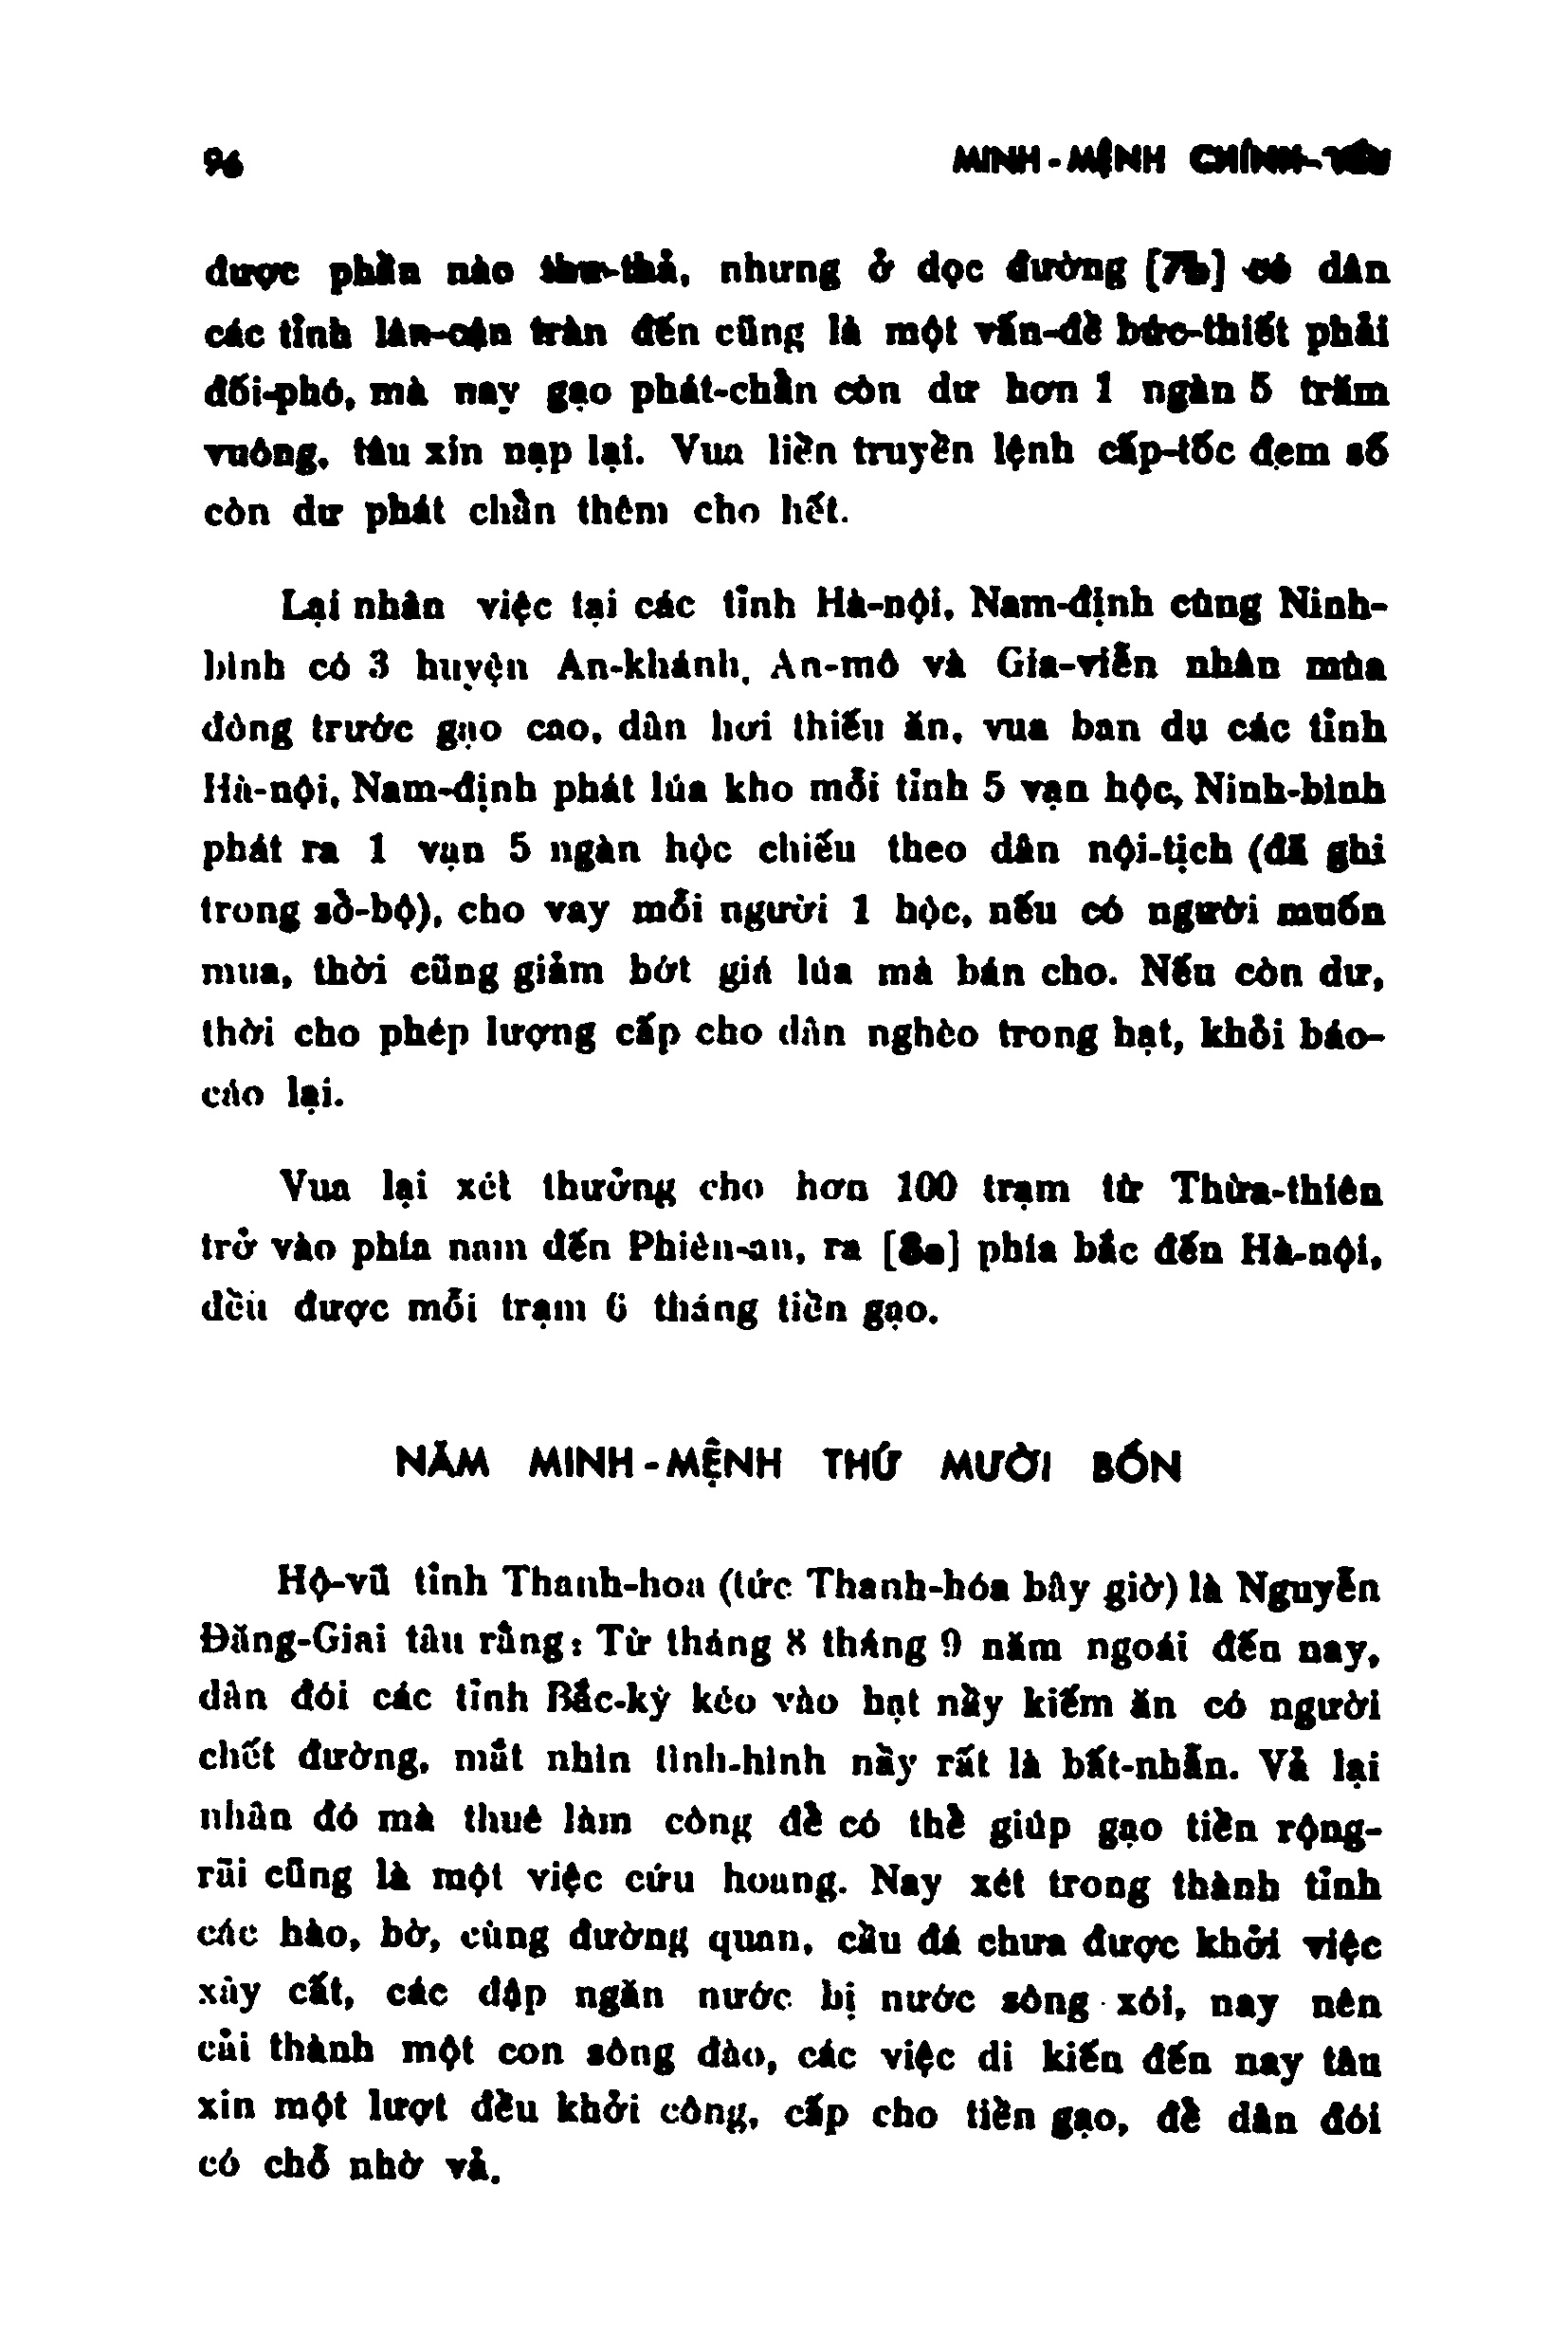 96 MINH-MỆNH CHÍNH-YẾU
được phần nào thư-thả, nhưng ở dọc đường [7b] có dân
các tỉnh lân-cận tràn đến cũng là một vấn-đề bức-thiết phải
đối-phó, mà nay gạo phát-chẩn còn dư hơn 1 ngàn 5 trăm
vuông, tâu xin nạp lại. Vua liền truyền lệnh cấp-tốc đem số
còn dư phát chẩn thêm cho hết.
Lại nhân việc tại các tỉnh Hà-nội, Nam-định cùng Ninh-
bình có 3 huyện An-khánh, An-mô và Gia-viễn nhân mùa
đông trước gạo cao, dân hơi thiếu ăn, vua ban dụ các tỉnh
Hà-nội, Nam-định phát lúa kho mỗi tỉnh 5 vạn hộc, Ninh-bình
phát ra 1 vạn 5 ngàn hộc chiếu theo dân nội-tịch (đã ghi
trong sổ-bộ), cho vay mỗi người 1 hộc, nếu có người muốn
mua, thời cũng giảm bớt giá lúa mà bán cho. Nếu còn dư,
thời cho phép lượng cấp cho dân nghèo trong hạt, khỏi báo-
cáo lại.
Vua lại xét thưởng cho hơn 100 trạm từ Thừa-thiên
trở vào phía nam đến Phiên-an, ra [8a] phía bắc đến Hà-nội,
đều được mỗi trạm 6 tháng tiền gạo.
NĂM MINH-MỆNH THỨ MƯỜI BỐN
Hộ-vũ tỉnh Thanh-hoa (tức Thanh-hóa bây giờ) là Nguyễn
Đăng-Giai tâu rằng: Từ tháng 8 tháng 9 năm ngoái đến nay,
dân đói các tỉnh Bắc-kỳ kéo vào hạt nầy kiếm ăn có người
chết đường, mắt nhìn tình-hình nầy rất là bất-nhẫn. Vả lại
nhân đó mà thuê làm công để có thể giúp gạo tiền rộng-
rãi cũng là một việc cứu hoang. Nay xét trong thành tỉnh
các hào, bờ, cùng đường quan, cầu đá chưa được khởi việc
xây cất, các đập ngăn nước bị nước sông xói, nay nên
cải thành một con sông đào, các việc di kiến đến nay tâu
xin một lượt đều khởi công, cấp cho tiền gạo, để dân đói
có chỗ nhờ vả.